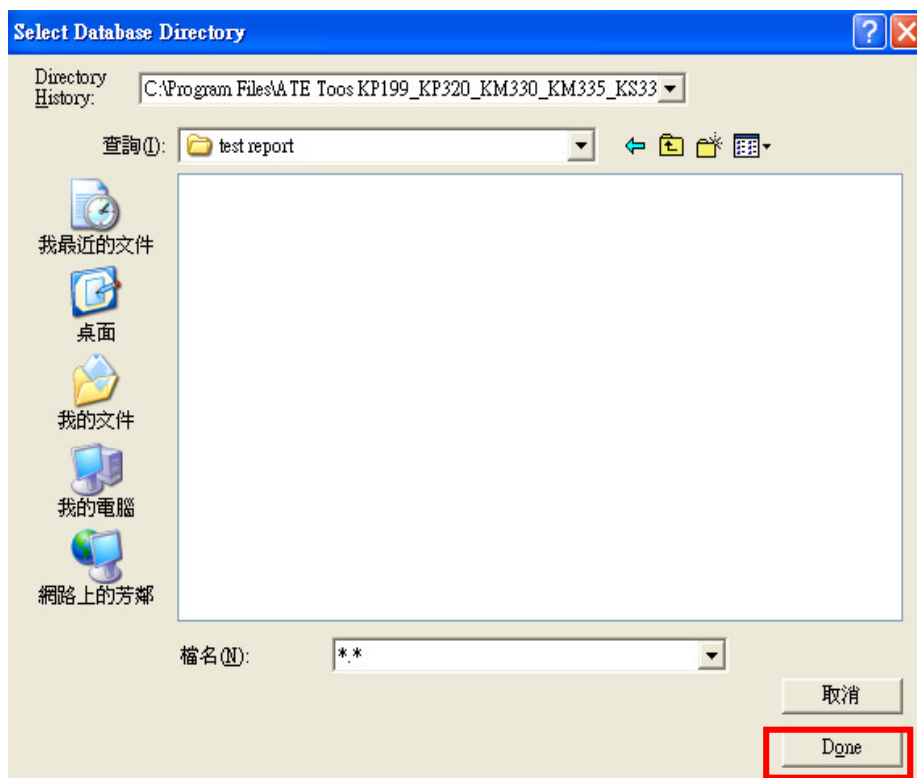 Select Database Directory
Directory
History:
C:\Program Files\ATE Toos KP199_KP320_KM330_KM335_KS33
查詢(I):
test report
我最近的文件
桌面
我的文件
我的電腦
網路上的芳鄰
檔名(N):
*.*
取消
Done